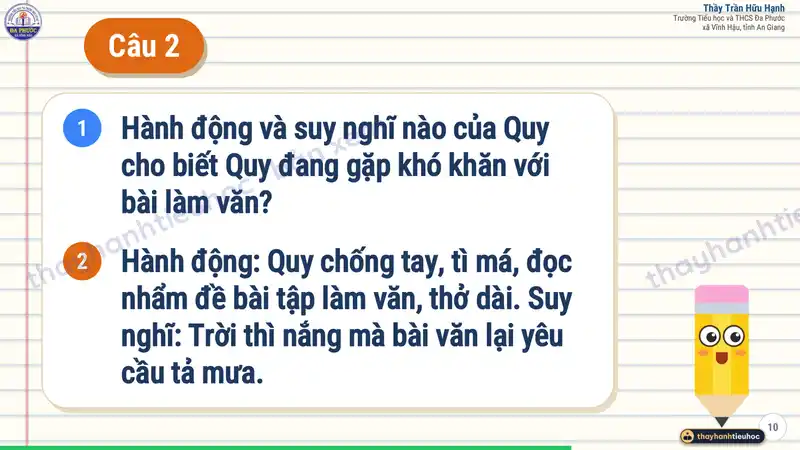 Thầy Trần Hữu Hạnh
Trường Tiểu học và THCS Đa Phước
xã Vĩnh Hậu, tỉnh An Giang
ĐA PHƯỚC
Câu 2
1
Hành động và suy nghĩ nào của Quy
cho biết Quy đang gặp khó khăn với
bài làm văn?
2
Hành động: Quy chống tay, tì má, đọc
nhẩm đề bài tập làm văn, thở dài. Suy
nghĩ: Trời thì nắng mà bài văn lại yêu
cầu tả mưa.
thayhanhtieuhoc
10